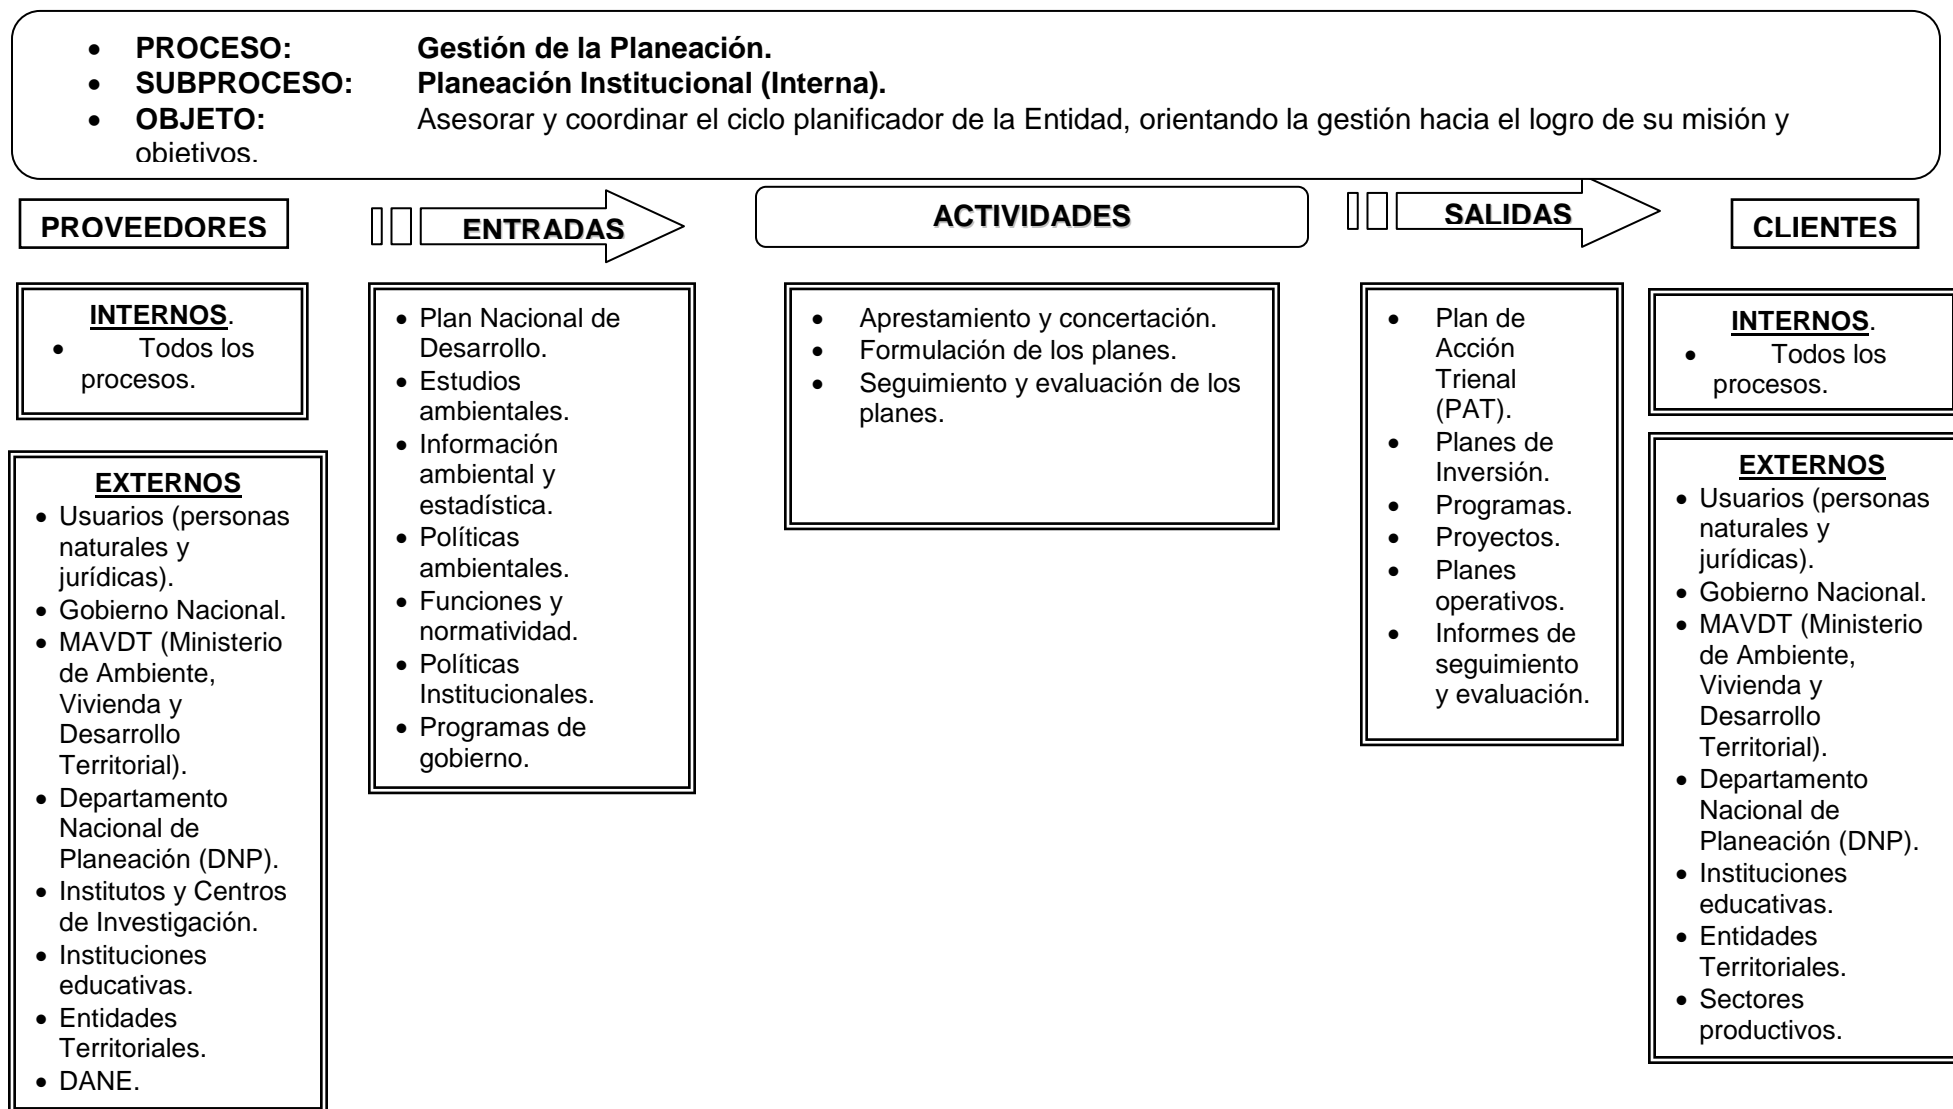 • PROCESO: Gestión de la Planeación.
• SUBPROCESO: Planeación Institucional (Interna).
• OBJETO: Asesorar y coordinar el ciclo planificador de la Entidad, orientando la gestión hacia el logro de su misión y
objetivos.
PROVEEDORES
ENTRADAS
ACTIVIDADES
SALIDAS
CLIENTES
INTERNOS.
• Todos los
procesos.
EXTERNOS
• Usuarios (personas
naturales y
jurídicas).
• Gobierno Nacional.
• MAVDT (Ministerio
de Ambiente,
Vivienda y
Desarrollo
Territorial).
• Departamento
Nacional de
Planeación (DNP).
• Institutos y Centros
de Investigación.
• Instituciones
educativas.
• Entidades
Territoriales.
• DANE.
• Plan Nacional de
Desarrollo.
• Estudios
ambientales.
• Información
ambiental y
estadística.
• Políticas
ambientales.
• Funciones y
normatividad.
• Políticas
Institucionales.
• Programas de
gobierno.
• Aprestamiento y concertación.
• Formulación de los planes.
• Seguimiento y evaluación de los
planes.
• Plan de
Acción
Trienal
(PAT).
• Planes de
Inversión.
• Programas.
• Proyectos.
• Planes
operativos.
• Informes de
seguimiento
y evaluación.
INTERNOS.
• Todos los
procesos.
EXTERNOS
• Usuarios (personas
naturales y
jurídicas).
• Gobierno Nacional.
• MAVDT (Ministerio
de Ambiente,
Vivienda y
Desarrollo
Territorial).
• Departamento
Nacional de
Planeación (DNP).
• Instituciones
educativas.
• Entidades
Territoriales.
• Sectores
productivos.